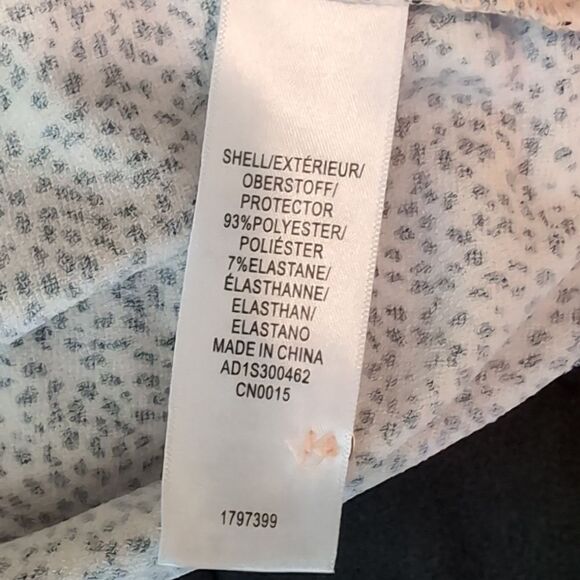 SHELL/EXTÉRIEUR/
OBERSTOFF/
PROTECTOR
93%POLYESTER/
POLIÉSTER
7%ELASTANE/
ÉLASTHANNE/
ELASTHAN/
ELASTANO
MADE IN CHINA
AD1S300462
CN0015
1797399